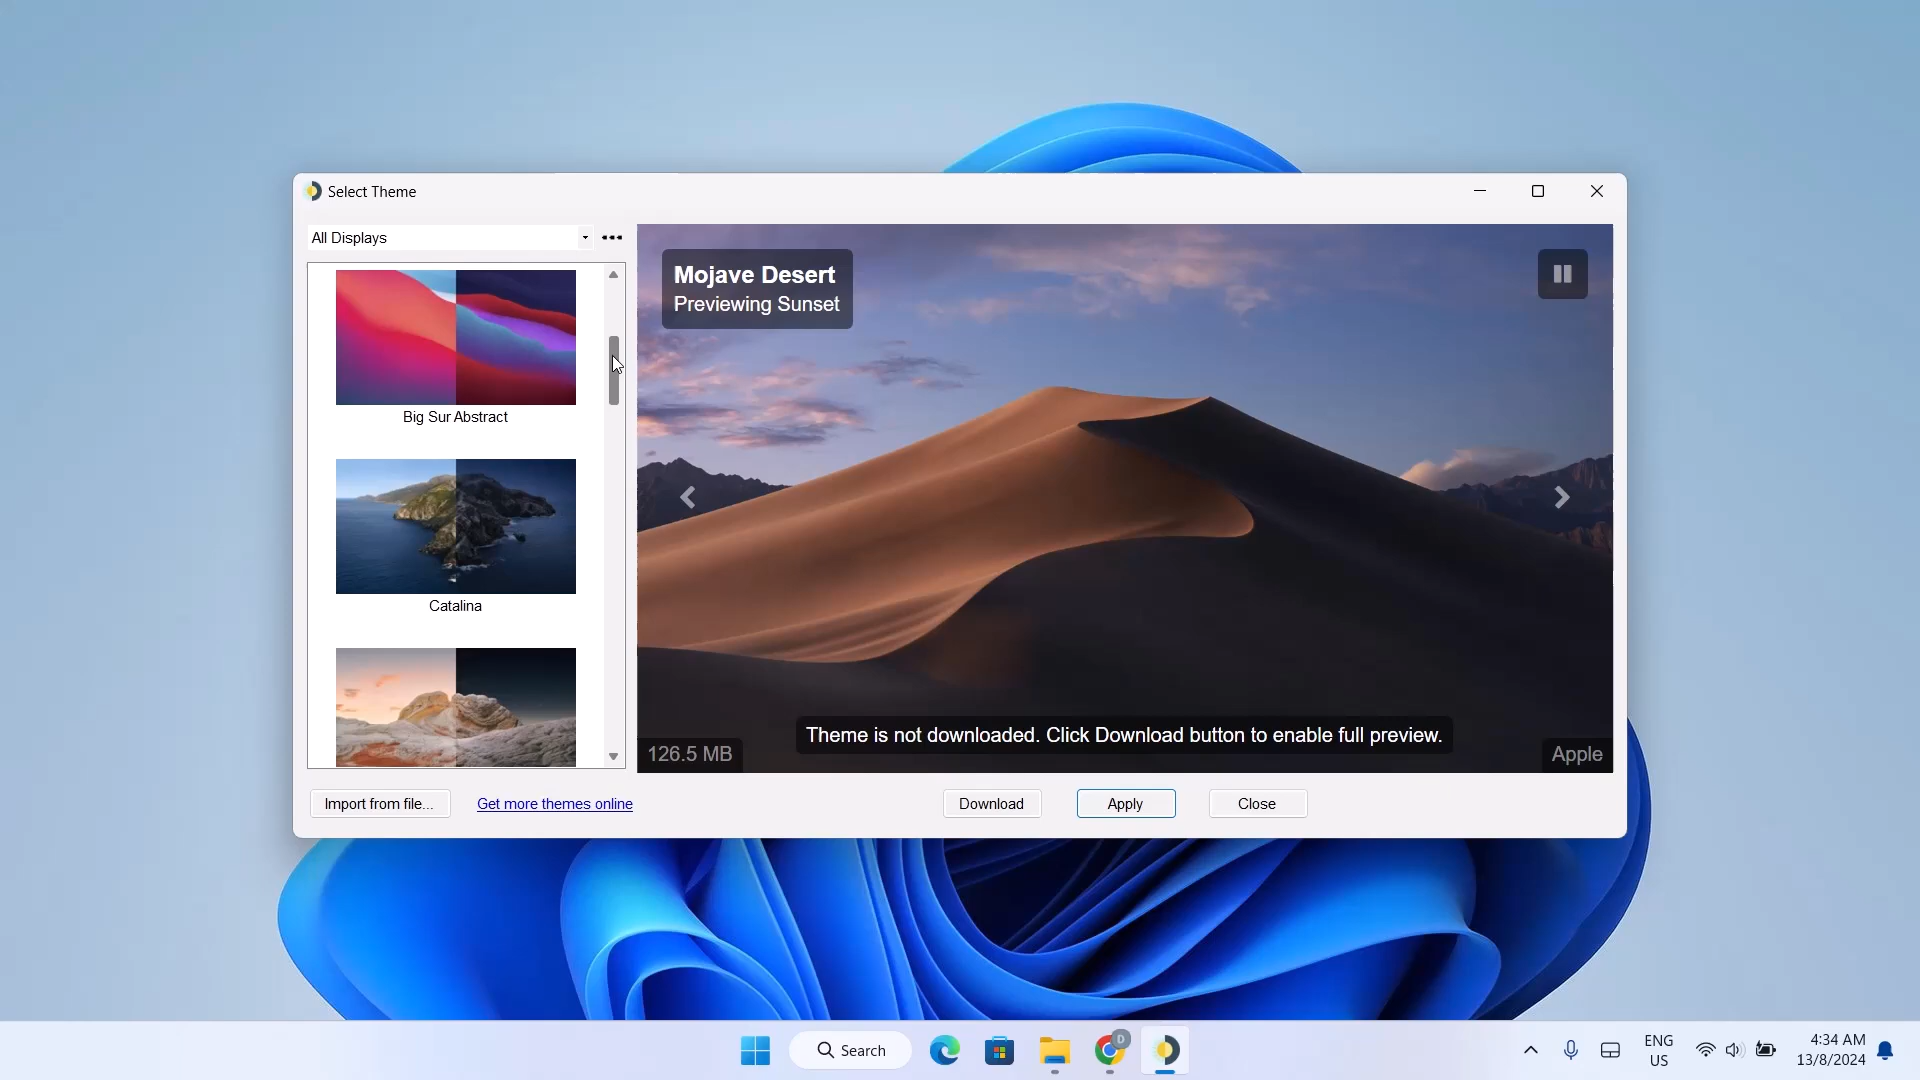 Select Theme
All Displays
Big Sur Abstract
Catalina
Mojave Desert
Previewing Sunset
Theme is not downloaded. Click Download button to enable full preview.
126.5 MB
Apple
Import from file...
Get more themes online
Download
Apply
Close
Search
D
ENG
US
4:34 AM
13/8/2024